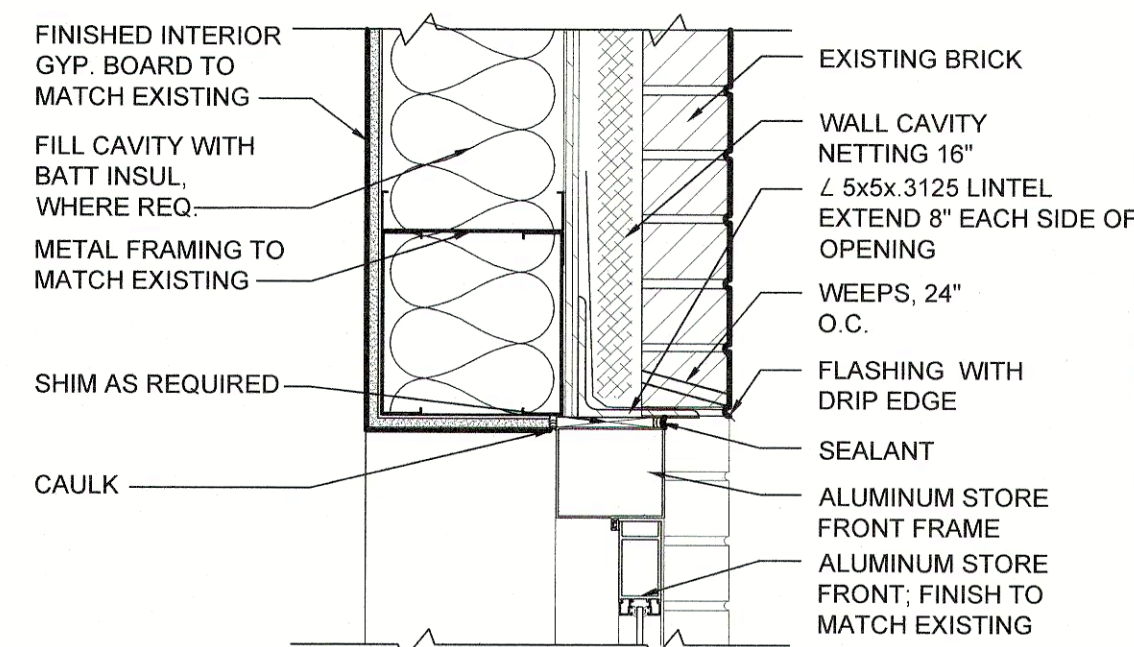 FINISHED INTERIOR
GYP. BOARD TO
MATCH EXISTING
FILL CAVITY WITH
BATT INSUL,
WHERE REQ.
METAL FRAMING TO
MATCH EXISTING
SHIM AS REQUIRED
CAULK
EXISTING BRICK
WALL CAVITY
NETTING 16"
∠ 5x5x.3125 LINTEL
EXTEND 8" EACH SIDE OF
OPENING
WEEPS, 24"
O.C.
FLASHING WITH
DRIP EDGE
SEALANT
ALUMINUM STORE
FRONT FRAME
ALUMINUM STORE
FRONT; FINISH TO
MATCH EXISTING